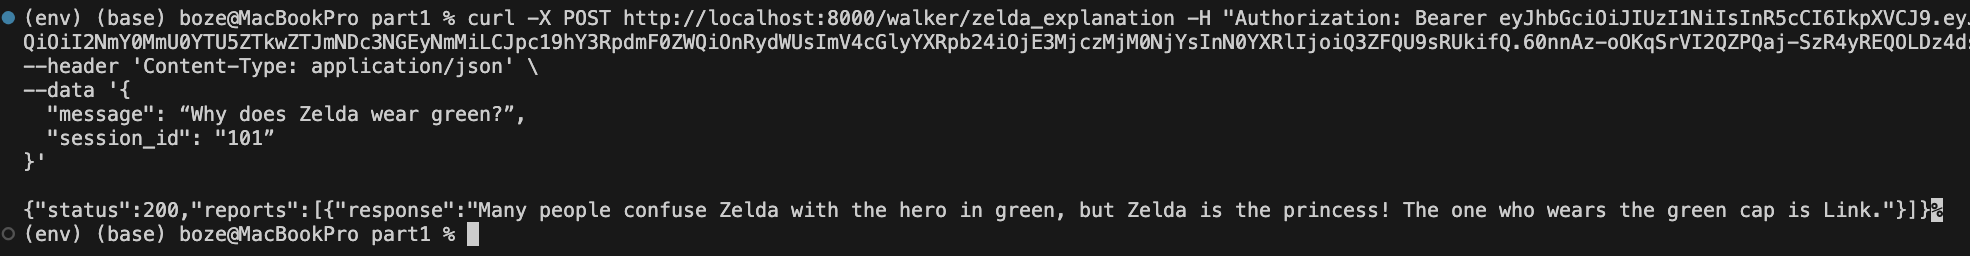 (env) (base) boze@MacBookPro part1 % curl -X POST http://localhost:8000/walker/zelda_explanation -H "Authorization: Bearer eyJhbGciOiJIUzI1NiIsInR5cCI6IkpXVCJ9.eyJ
QiOiI2NmY0MmU0YTU5ZTkwZTJmNDc3NGEyNmMiLCJpc19hY3RpdmF0ZWQiOnRydWUsImV4cGlyYXRpb24iOjE3MjczMjM0NjYsInN0YXRlIjoiQ3ZFQU9sRUkifQ.60nnAz-oOKqSrVI2QZPQaj-SzR4yREQOLDz4ds
--header 'Content-Type: application/json' \
--data '{
  "message": “Why does Zelda wear green?”,
  "session_id": "101”
}'
{"status":200,"reports":[{"response":"Many people confuse Zelda with the hero in green, but Zelda is the princess! The one who wears the green cap is Link."}]}%
(env) (base) boze@MacBookPro part1 %